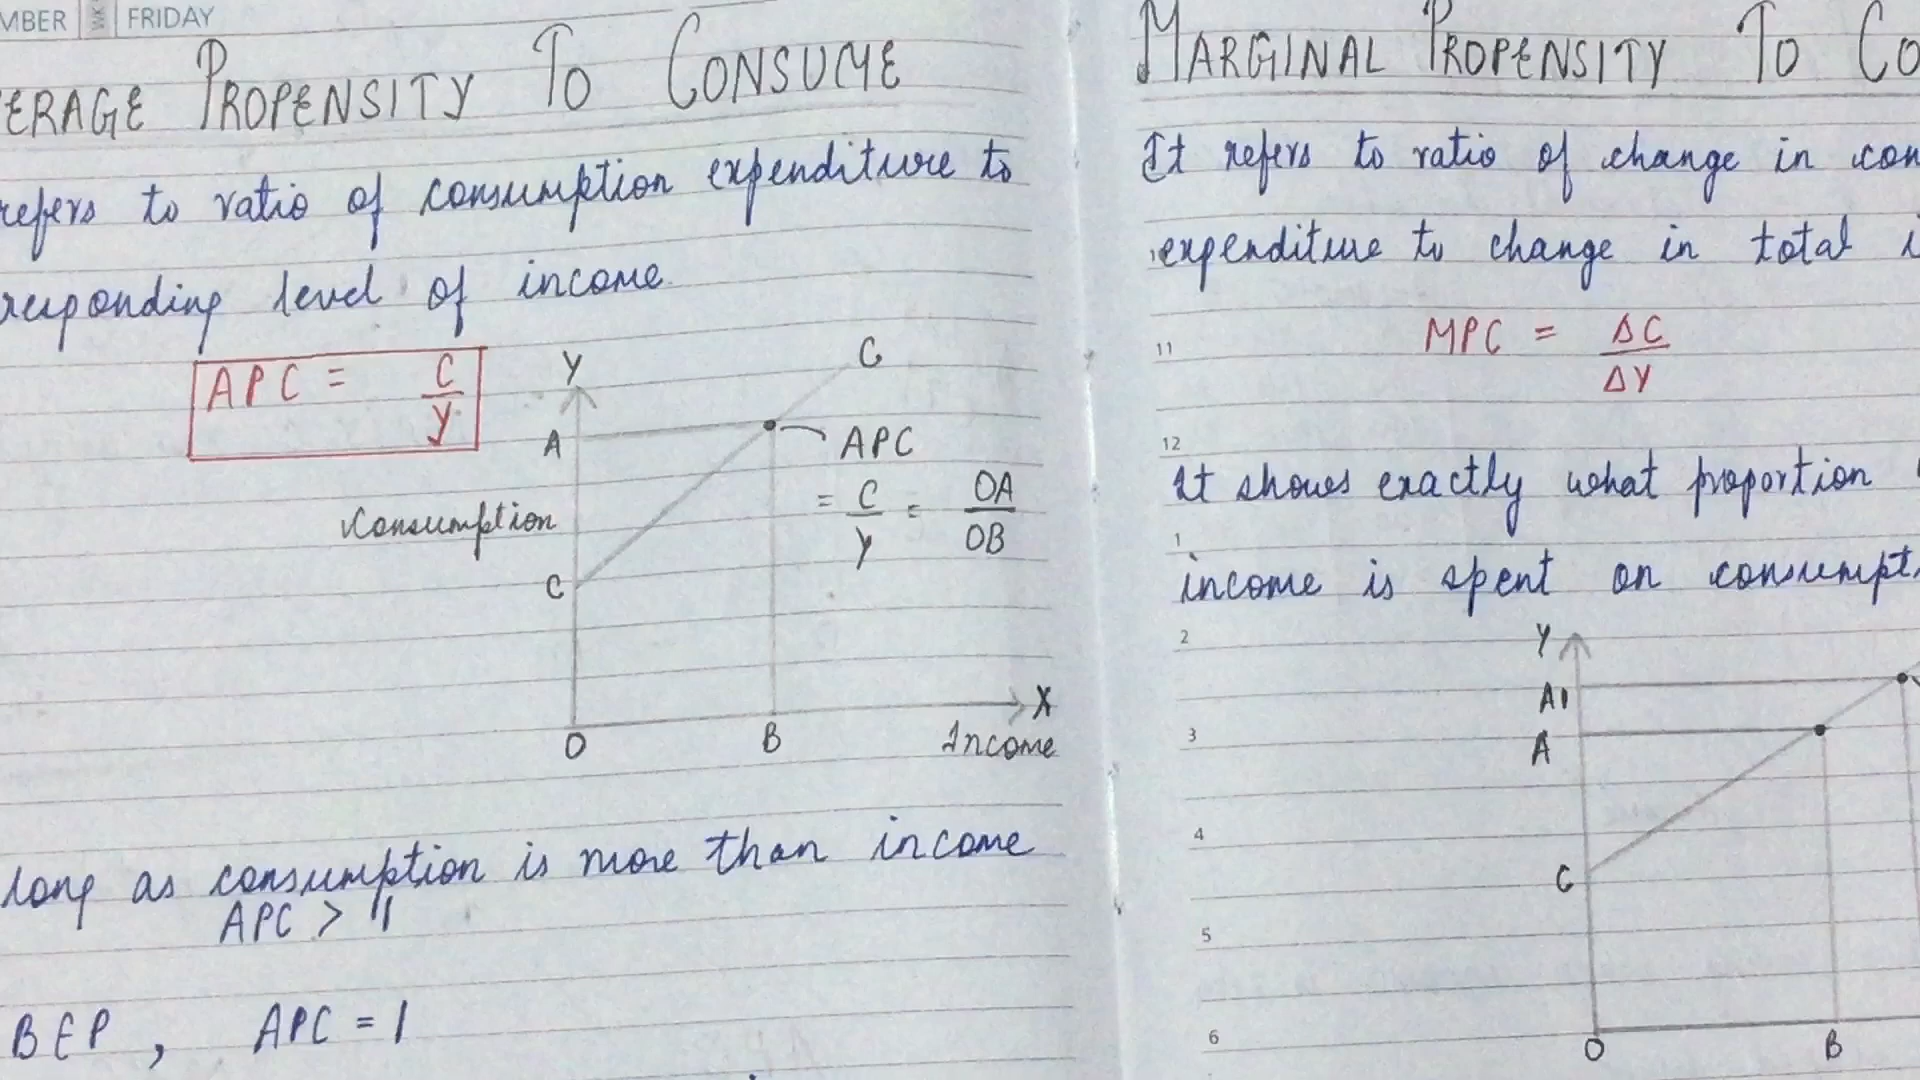 MBER FRIDAY
ERAGE PROPENSITY TO CONSUME
refers to ratio of consumption expenditure to
responding level of income
APC = C/Y
Y
C
A
APC
= C/Y = OA/OB
Consumption
C
X
O
B
Income
long as consumption is more than income
APC > 1
BEP, APC = 1
MARGINAL PROPENSITY TO CO
It refers to ratio of change in con
expenditure to change in total i
11
MPC = ΔC/ΔY
12
It shows exactly what proportion
1
income is spent on consumpt
2
Y
A1
3
A
4
C
5
6
O
B